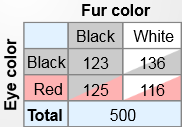 Fur color
Eye color
Black White
Black 123 136
Red 125 116
Total 500